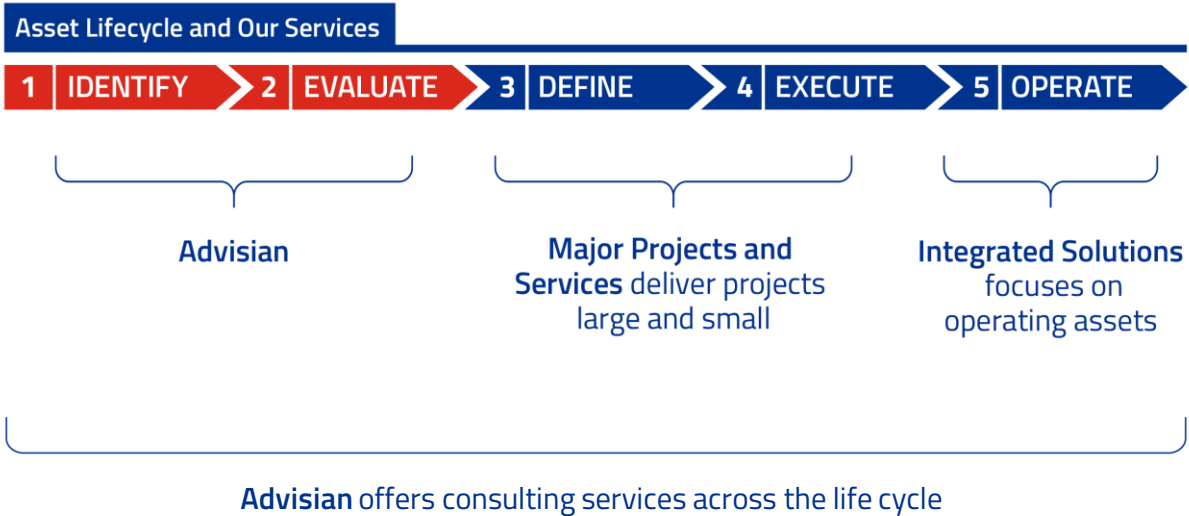 Asset Lifecycle and Our Services
1 IDENTIFY 2 EVALUATE 3 DEFINE 4 EXECUTE 5 OPERATE
Advisian
Major Projects and
Services deliver projects
large and small
Integrated Solutions
focuses on
operating assets
Advisian offers consulting services across the life cycle